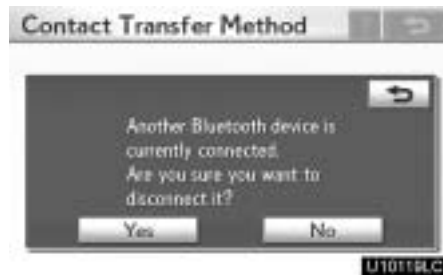 Contact Transfer Method
Another Bluetooth device is
currently connected.
Are you sure you want to
disconnect it?
Yes
No
U10119LC